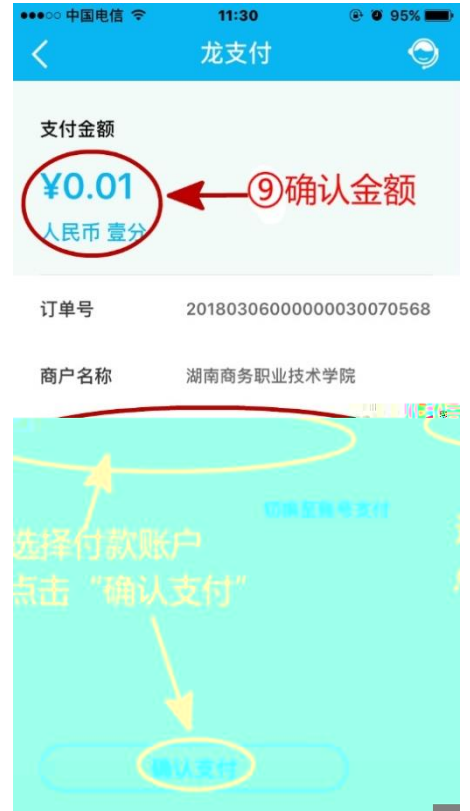 中国电信 11:30 95%
龙支付
支付金额
¥0.01
⑨确认金额
人民币 壹分
订单号 20180306000000030070568
商户名称 湖南商务职业技术学院
切换至账号支付
选择付款账户
点击“确认支付”
确认支付